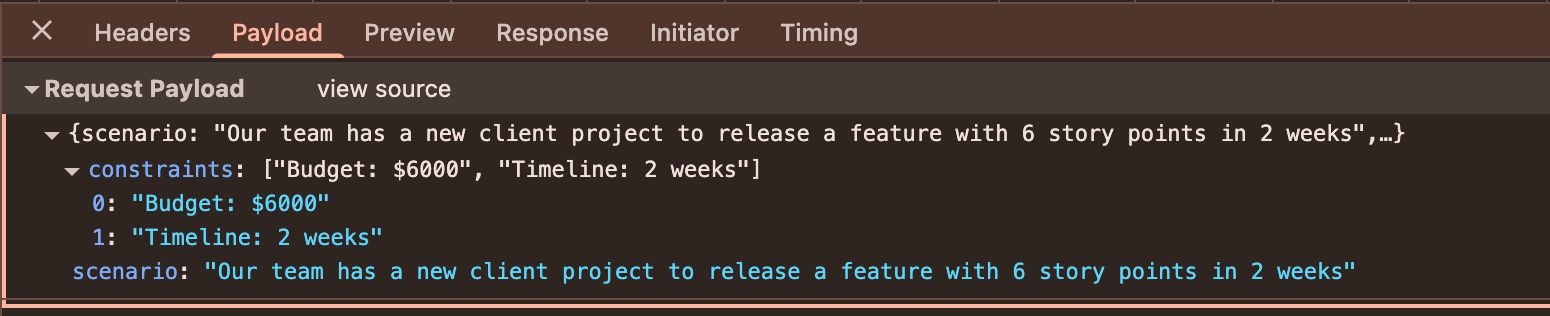 Headers Payload Preview Response Initiator Timing
Request Payload view source
{scenario: "Our team has a new client project to release a feature with 6 story points in 2 weeks",…}
constraints: ["Budget: $6000", "Timeline: 2 weeks"]
0: "Budget: $6000"
1: "Timeline: 2 weeks"
scenario: "Our team has a new client project to release a feature with 6 story points in 2 weeks"